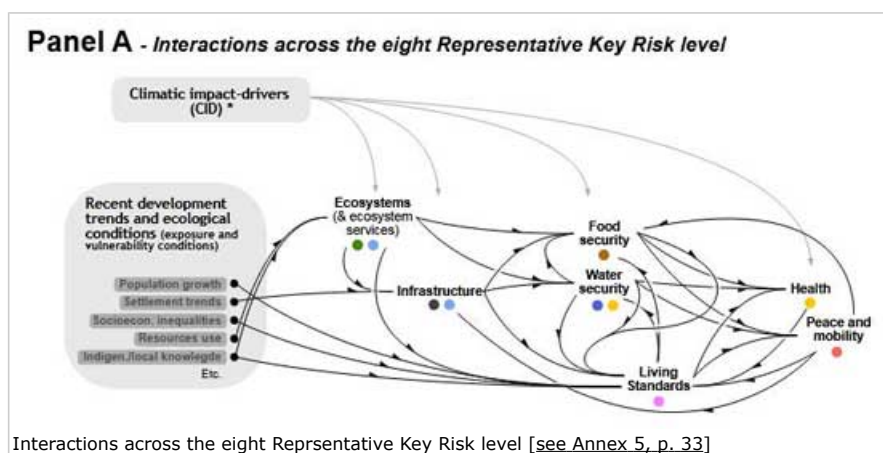 Panel A - Interactions across the eight Representative Key Risk level
Climatic impact-drivers
(CID) *
Recent development
trends and ecological
conditions (exposure and
vulnerability conditions)
Population growth
Settlement trends
Socioecon. inequalities
Resources use
Indigen./local knowlegde
Etc.
Ecosystems
(& ecosystem
services)
Infrastructure
Food
security
Water
security
Living
Standards
Health
Peace and
mobility
Interactions across the eight Reprsentative Key Risk level [see Annex 5, p. 33]